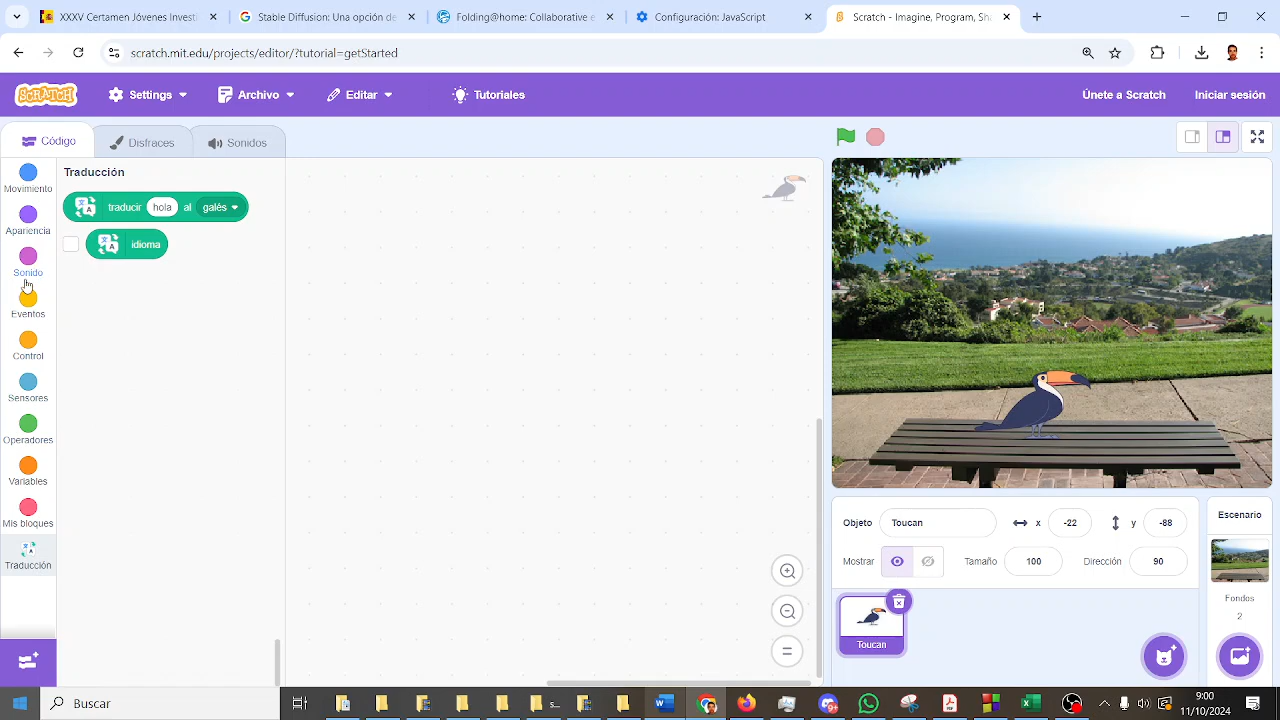 XXXV Certamen de Jóvenes Investi
Stable Diffusion: Una opción de
Folding@home: Collaborative e
Configuración: JavaScript
Scratch - Imagine, Program, Sh
scratch.mit.edu/projects/editor/?tutorial=getStarted
SCRATCH
Settings
Archivo
Editar
Tutoriales
Únete a Scratch
Iniciar sesión
Código
Disfraces
Sonidos
Movimiento
Apariencia
Sonido
Eventos
Control
Sensores
Operadores
Variables
Mis bloques
Traducción
Traducción
traducir hola al galés
idioma
Objeto
Toucan
x
-22
y
-88
Mostrar
Tamaño
100
Dirección
90
Toucan
Escenario
Fondos
2
Buscar
9:00
11/10/2024